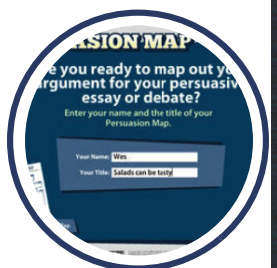 ASION MAP
e you ready to map out yo
argument for your persuasiv
essay or debate?
Enter your name and the title of your
Persuasion Map.
Your Name: Wes
Your Title: Salads can be tasty